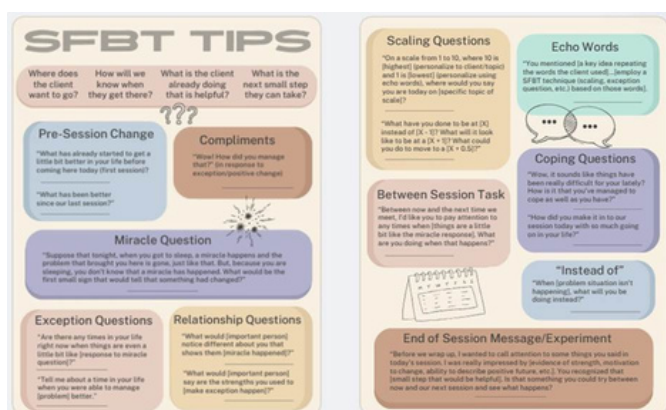 SFBT TIPS
Where does
the client
want to go?
How will we
know when
they get there?
What is the client
already doing
that is helpful?
What is the
next small step
they can take?
???
Pre-Session Change
"What has already started to get a
little bit better in your life before
coming here today (first session)?
"What has been better
since our last session?"
Compliments
"Wow! How did you manage
that?" (in response to
exception/positive change)
Miracle Question
"Suppose that tonight, when you got to sleep, a miracle happens and the
problem that brought you here is gone, just like that. But, because you are
sleeping, you don't know that a miracle has happened. What would be the
first small sign that would tell that something had changed?"
Exception Questions
"Are there any times in your life
right now when things are even a
little bit like [response to miracle
question]?"
"Tell me about a time in your life
when you were able to manage
[problem] better."
Relationship Questions
"What would [important person]
notice different about you that
shows them [miracle happened]?"
"What would [important person]
say are the strengths you used to
[make exception happen]?"
Scaling Questions
"On a scale from 1 to 10, where 10 is
[highest] (personalize to client/topic)
and 1 is [lowest] (personalize using
echo words), where would you say
you are today on [specific topic of
scale]?
"What have you done to be at [X]
instead of [X - 1]? What will it look
like to be at a [X + 1]? What could
you do to move to a [X + 0.5]?"
Echo Words
"You mentioned [a key idea repeating
the words the client used]...[employ a
SFBT technique (scaling, exception
question, etc.) based on those words].
Coping Questions
"Wow, it sounds like things have
been really difficult for your lately?
How is it that you've managed to
cope as well as you have?"
"How did you make it in to our
session today with so much going
on in your life?"
Between Session Task
"Between now and the next time we
meet, I'd like you to pay attention to
any times when [things are a little
bit like the miracle response]. What
are you doing when that happens?"
"Instead of"
"When [problem situation isn't
happening], what will you be
doing instead?"
End of Session Message/Experiment
"Before we wrap up, I wanted to call attention to some things you said in
today's session. I was really impressed by [evidence of strength, motivation
to change, ability to describe positive future, etc.]. You recognized that
[small step that would be helpful]. Is that something you could try between
now and our next session and see what happens?